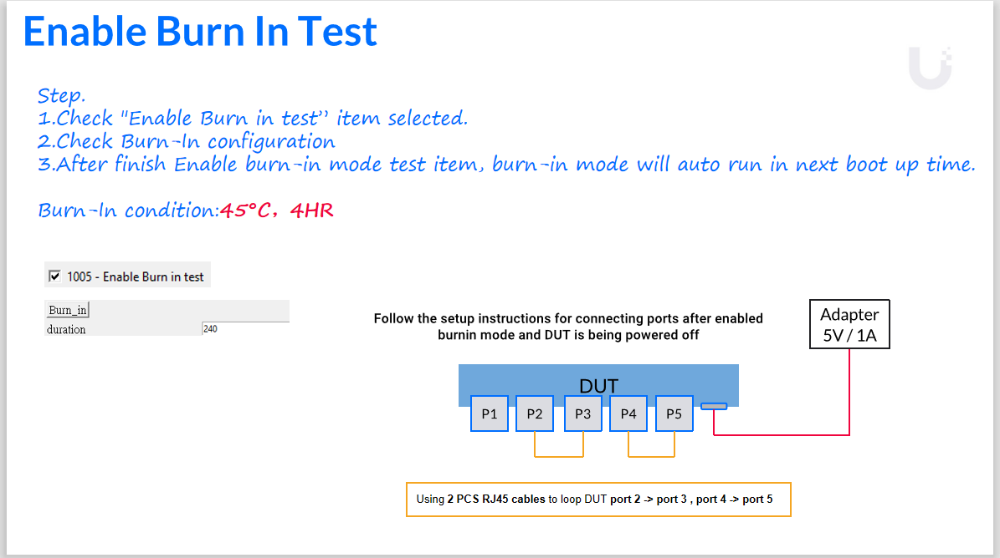 Enable Burn In Test
Step.
1.Check "Enable Burn in test” item selected.
2.Check Burn-In configuration
3.After finish Enable burn-in mode test item, burn-in mode will auto run in next boot up time.
Burn-In condition:45°C，4HR
1005 - Enable Burn in test
Burn_in
duration 240
Follow the setup instructions for connecting ports after enabled
burnin mode and DUT is being powered off
Adapter
5V / 1A
DUT
P1 P2 P3 P4 P5
Using 2 PCS RJ45 cables to loop DUT port 2 -> port 3 , port 4 -> port 5